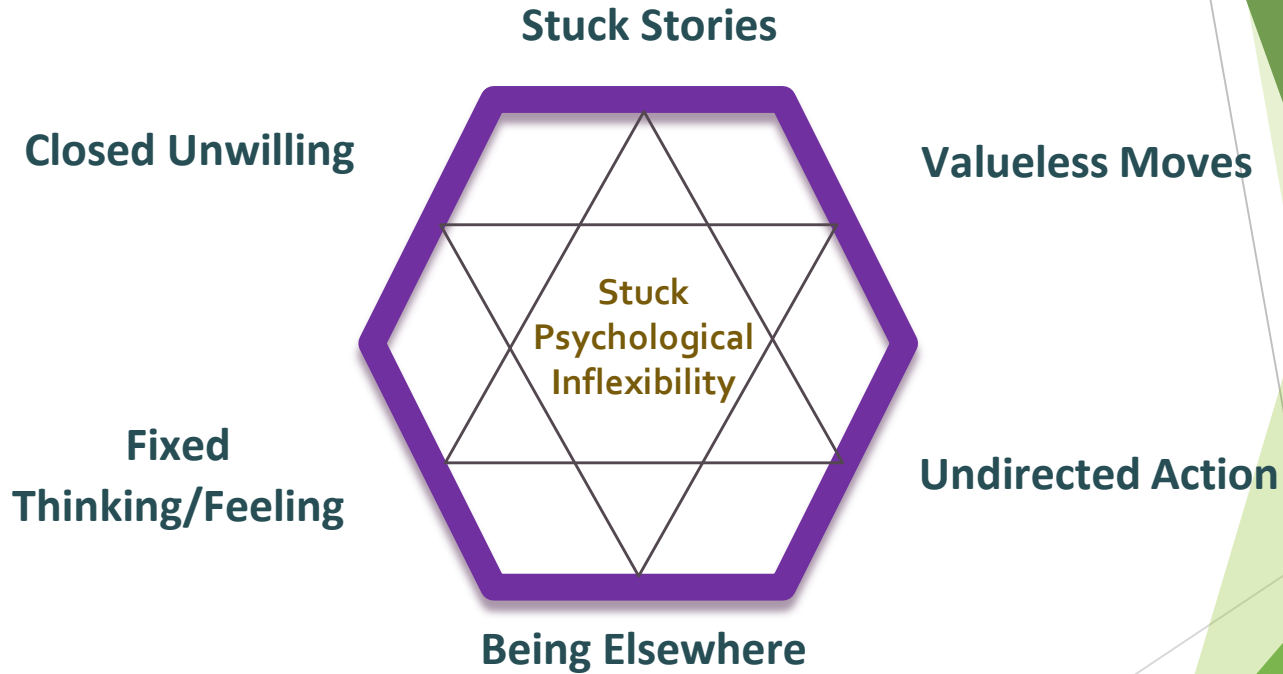 Stuck Stories
Closed Unwilling
Valueless Moves
Stuck
Psychological
Inflexibility
Fixed
Thinking/Feeling
Undirected Action
Being Elsewhere